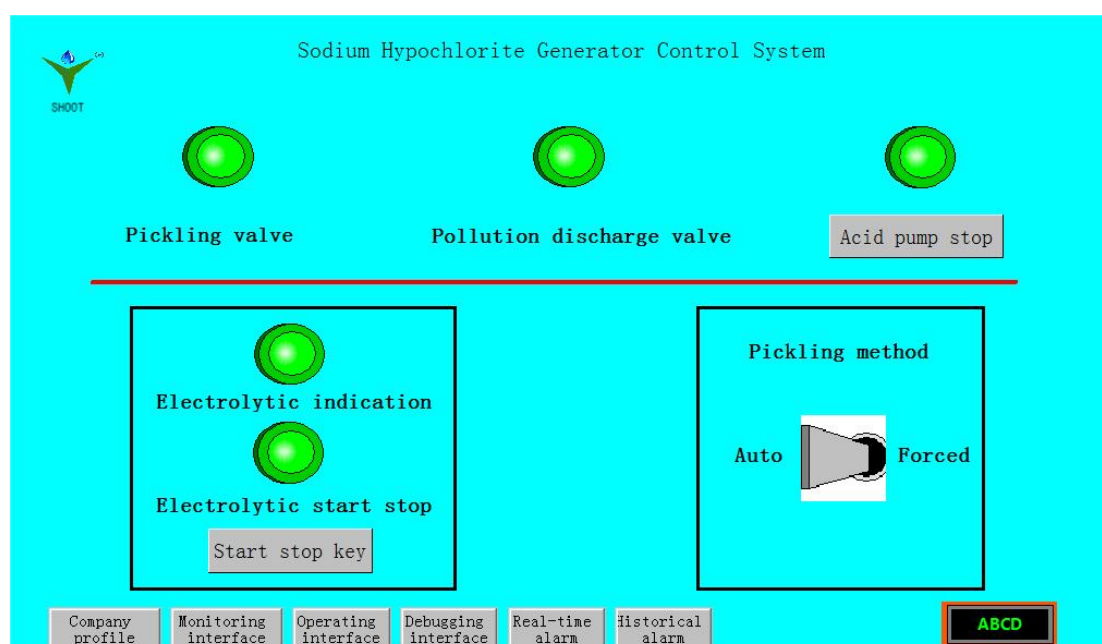 Sodium Hypochlorite Generator Control System
SHOOT
Pickling valve
Pollution discharge valve
Acid pump stop
Electrolytic indication
Electrolytic start stop
Start stop key
Pickling method
Auto
Forced
Company
profile
Monitoring
interface
Operating
interface
Debugging
interface
Real-time
alarm
Historical
alarm
ABCD